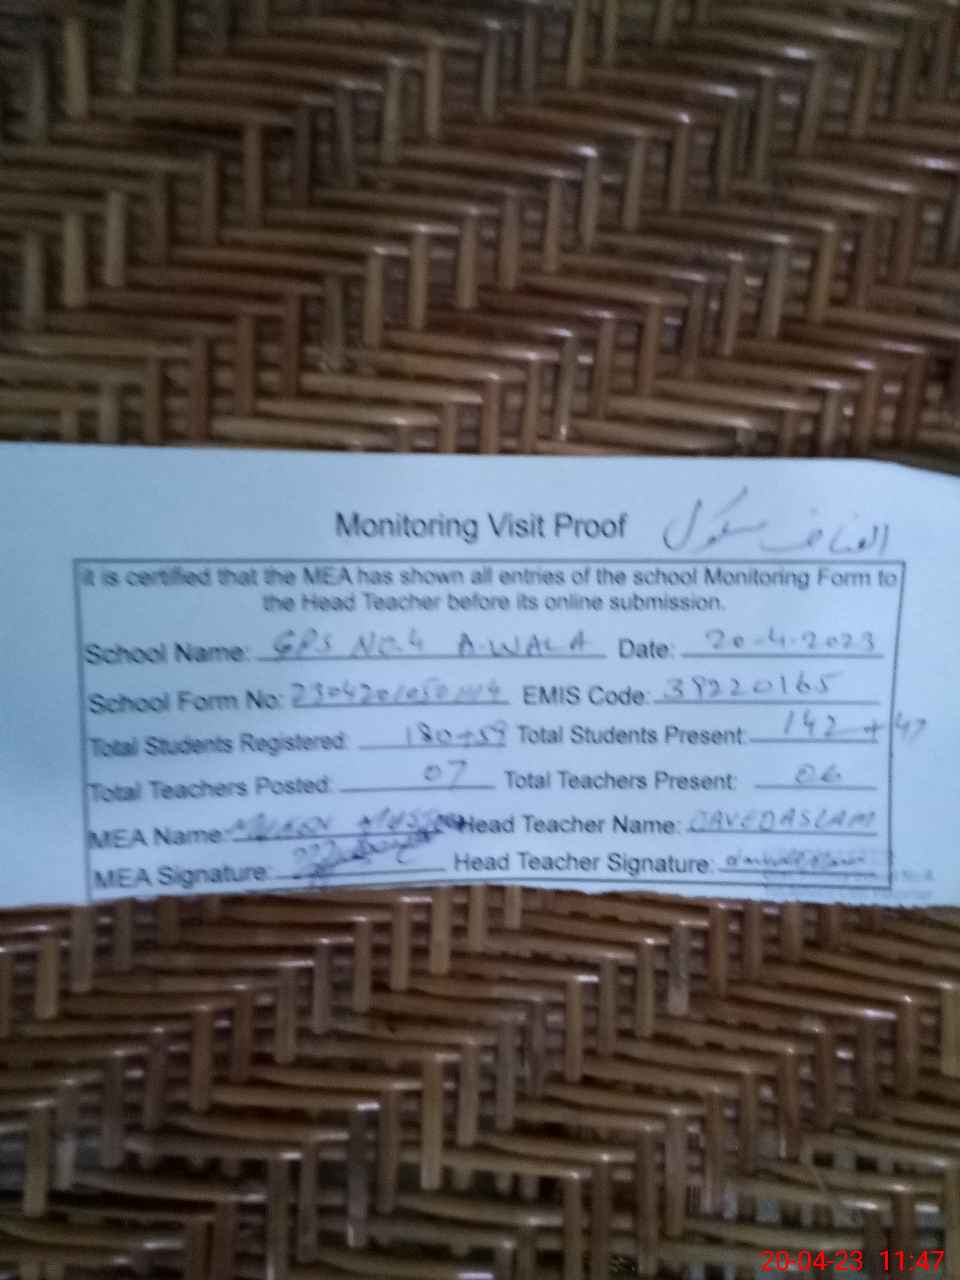 Monitoring Visit Proof انصاف سکول
it is certified that the MEA has shown all entries of the school Monitoring Form to
the Head Teacher before its online submission.
School Name: GPS NO.4 A.WALA Date: 20-4-2023
School Form No: EMIS Code: 38220165
Total Students Registered: 180+59 Total Students Present: 142+47
Total Teachers Posted: 07 Total Teachers Present: 06
MEA Name: Head Teacher Name: JAVEDASLAM
MEA Signature: Head Teacher Signature:
20-04-23 11:47